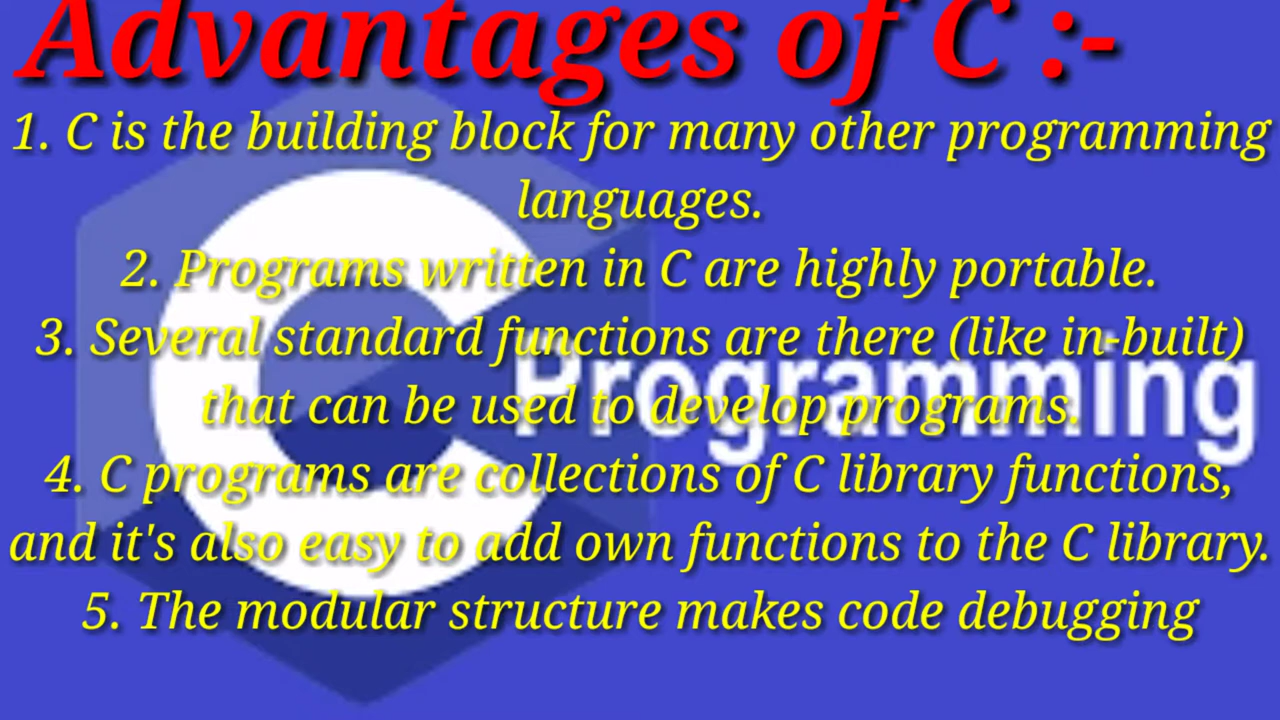 Advantages of C :-
1. C is the building block for many other programming
languages.
2. Programs written in C are highly portable.
3. Several standard functions are there (like in-built)
that can be used to develop programs.
Programming
4. C programs are collections of C library functions,
and it's also easy to add own functions to the C library.
5. The modular structure makes code debugging